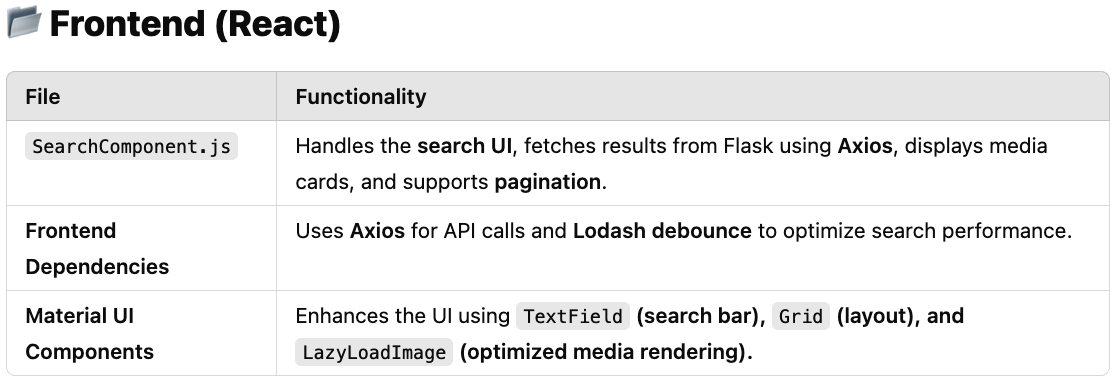 Frontend (React)
File Functionality
SearchComponent.js Handles the search UI, fetches results from Flask using Axios, displays media
cards, and supports pagination.
Frontend Uses Axios for API calls and Lodash debounce to optimize search performance.
Dependencies
Material UI Enhances the UI using TextField (search bar), Grid (layout), and
Components LazyLoadImage (optimized media rendering).